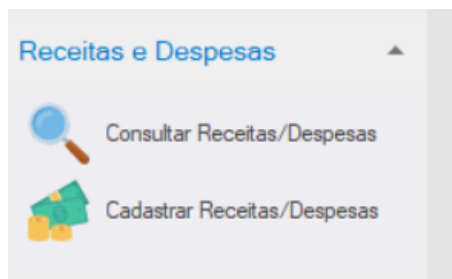 Receitas e Despesas
Consultar Receitas/Despesas
Cadastrar Receitas/Despesas